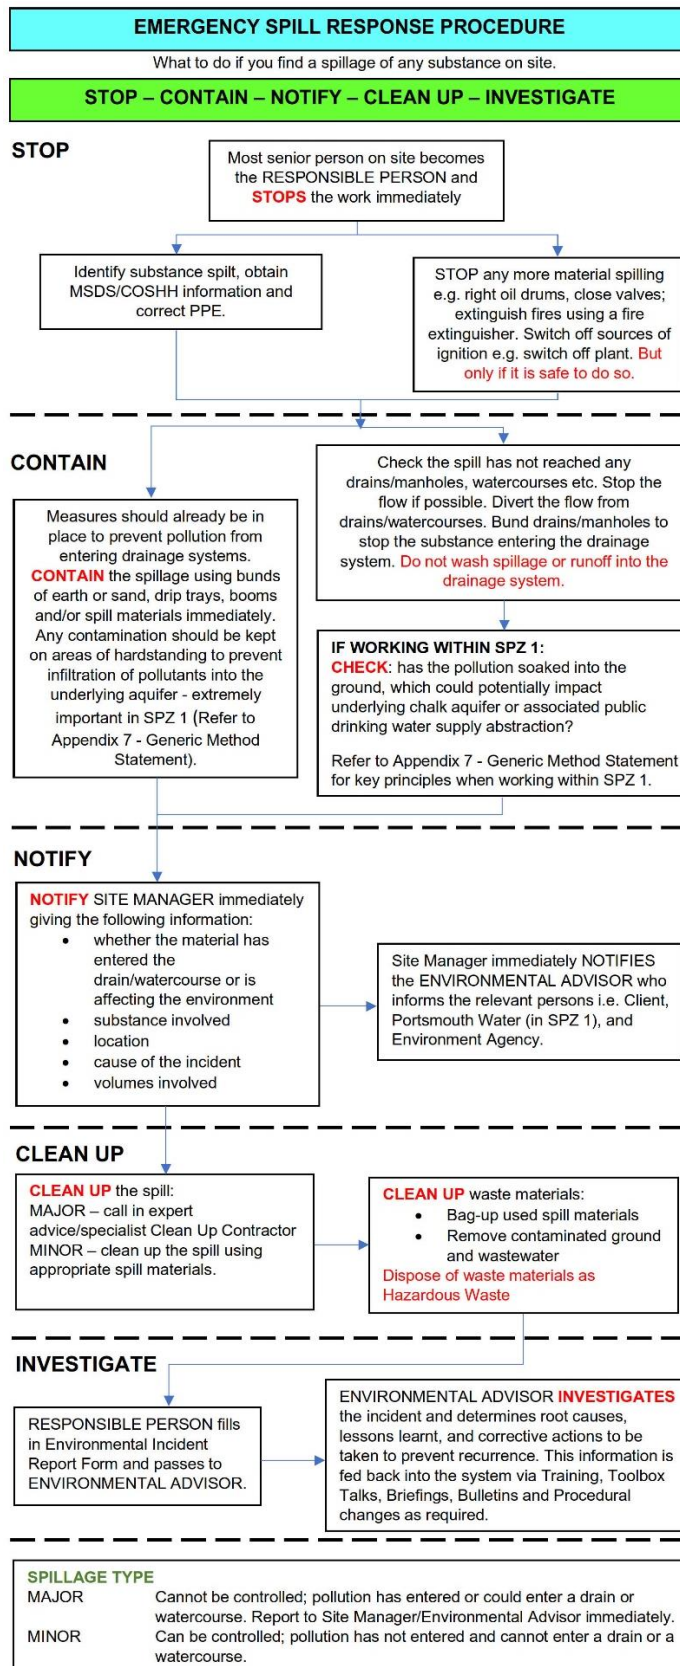 EMERGENCY SPILL RESPONSE PROCEDURE
What to do if you find a spillage of any substance on site.
STOP – CONTAIN – NOTIFY – CLEAN UP – INVESTIGATE
STOP
Most senior person on site becomes
the RESPONSIBLE PERSON and
STOPS the work immediately
Identify substance spilt, obtain
MSDS/COSHH information and
correct PPE.
STOP any more material spilling
e.g. right oil drums, close valves;
extinguish fires using a fire
extinguisher. Switch off sources of
ignition e.g. switch off plant. But
only if it is safe to do so.
CONTAIN
Measures should already be in
place to prevent pollution from
entering drainage systems.
CONTAIN the spillage using bunds
of earth or sand, drip trays, booms
and/or spill materials immediately.
Any contamination should be kept
on areas of hardstanding to prevent
infiltration of pollutants into the
underlying aquifer - extremely
important in SPZ 1 (Refer to
Appendix 7 - Generic Method
Statement).
Check the spill has not reached any
drains/manholes, watercourses etc. Stop the
flow if possible. Divert the flow from
drains/watercourses. Bund drains/manholes to
stop the substance entering the drainage
system. Do not wash spillage or runoff into the
drainage system.
IF WORKING WITHIN SPZ 1:
CHECK: has the pollution soaked into the
ground, which could potentially impact
underlying chalk aquifer or associated public
drinking water supply abstraction?
Refer to Appendix 7 - Generic Method Statement
for key principles when working within SPZ 1.
NOTIFY
NOTIFY SITE MANAGER immediately
giving the following information:
• whether the material has
entered the
drain/watercourse or is
affecting the environment
• substance involved
• location
• cause of the incident
• volumes involved
Site Manager immediately NOTIFIES
the ENVIRONMENTAL ADVISOR who
informs the relevant persons i.e. Client,
Portsmouth Water (in SPZ 1), and
Environment Agency.
CLEAN UP
CLEAN UP the spill:
MAJOR – call in expert
advice/specialist Clean Up Contractor
MINOR – clean up the spill using
appropriate spill materials.
CLEAN UP waste materials:
• Bag-up used spill materials
• Remove contaminated ground
and wastewater
Dispose of waste materials as
Hazardous Waste
INVESTIGATE
RESPONSIBLE PERSON fills
in Environmental Incident
Report Form and passes to
ENVIRONMENTAL ADVISOR.
ENVIRONMENTAL ADVISOR INVESTIGATES
the incident and determines root causes,
lessons learnt, and corrective actions to be
taken to prevent recurrence. This information is
fed back into the system via Training, Toolbox
Talks, Briefings, Bulletins and Procedural
changes as required.
SPILLAGE TYPE
MAJOR Cannot be controlled; pollution has entered or could enter a drain or
watercourse. Report to Site Manager/Environmental Advisor immediately.
MINOR Can be controlled; pollution has not entered and cannot enter a drain or a
watercourse.